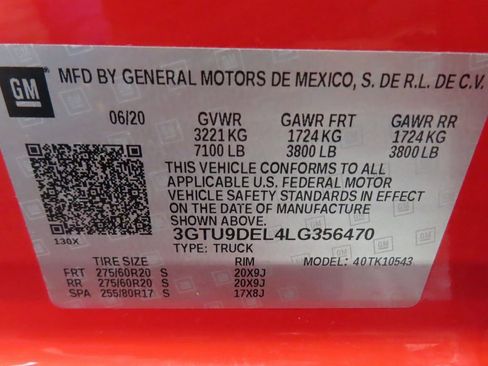 GM
MFD BY GENERAL MOTORS DE MEXICO, S. DE R.L. DE C.V.
06/20 GVWR GAWR FRT GAWR RR
3221 KG 1724 KG 1724 KG
7100 LB 3800 LB 3800 LB
THIS VEHICLE CONFORMS TO ALL
APPLICABLE U.S. FEDERAL MOTOR
VEHICLE SAFETY STANDARDS IN EFFECT
ON THE DATE OF MANUFACTURE
SHOWN ABOVE.
130X 3GTU9DEL4LG356470
TYPE: TRUCK
TIRE SIZE RIM MODEL: 40TK10543
FRT 275/60R20 S 20X9J
RR 275/60R20 S 20X9J
SPA 255/80R17 S 17X8J